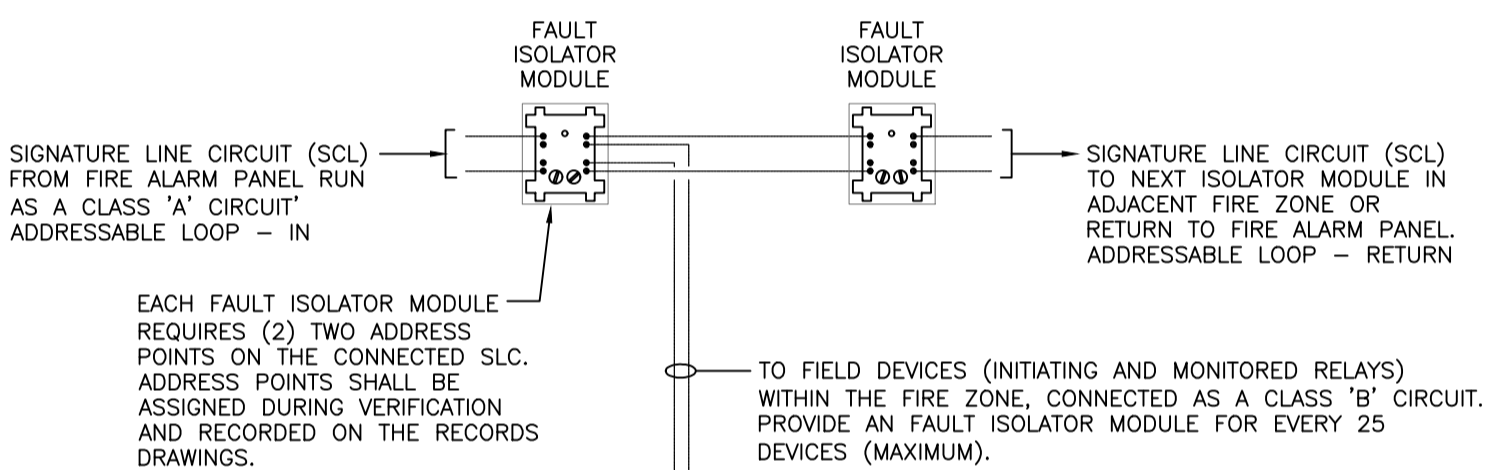 FAULT
ISOLATOR
MODULE
FAULT
ISOLATOR
MODULE
SIGNATURE LINE CIRCUIT (SCL)
FROM FIRE ALARM PANEL RUN
AS A CLASS 'A' CIRCUIT'
ADDRESSABLE LOOP – IN
SIGNATURE LINE CIRCUIT (SCL)
TO NEXT ISOLATOR MODULE IN
ADJACENT FIRE ZONE OR
RETURN TO FIRE ALARM PANEL.
ADDRESSABLE LOOP – RETURN
EACH FAULT ISOLATOR MODULE
REQUIRES (2) TWO ADDRESS
POINTS ON THE CONNECTED SLC.
ADDRESS POINTS SHALL BE
ASSIGNED DURING VERIFICATION
AND RECORDED ON THE RECORDS
DRAWINGS.
TO FIELD DEVICES (INITIATING AND MONITORED RELAYS)
WITHIN THE FIRE ZONE, CONNECTED AS A CLASS 'B' CIRCUIT.
PROVIDE AN FAULT ISOLATOR MODULE FOR EVERY 25
DEVICES (MAXIMUM).